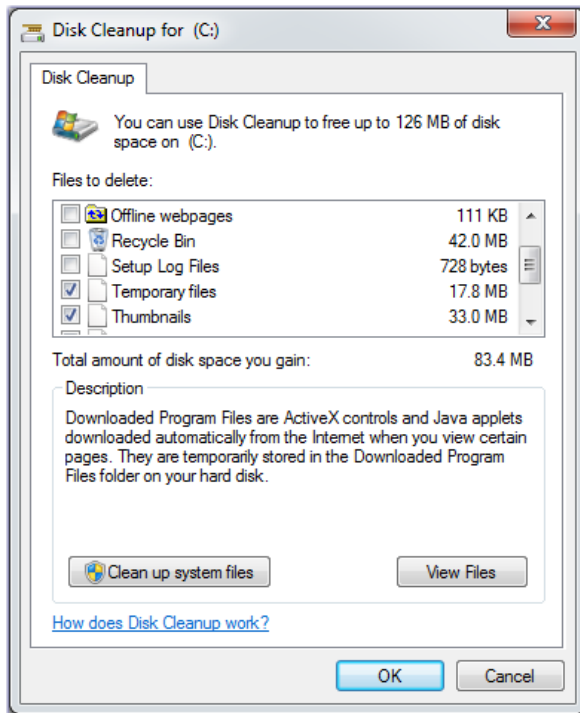 Disk Cleanup for (C:)
Disk Cleanup
You can use Disk Cleanup to free up to 126 MB of disk
space on (C:).
Files to delete:
Offline webpages 111 KB
Recycle Bin 42.0 MB
Setup Log Files 728 bytes
Temporary files 17.8 MB
Thumbnails 33.0 MB
Total amount of disk space you gain: 83.4 MB
Description
Downloaded Program Files are ActiveX controls and Java applets
downloaded automatically from the Internet when you view certain
pages. They are temporarily stored in the Downloaded Program
Files folder on your hard disk.
Clean up system files View Files
How does Disk Cleanup work?
OK Cancel